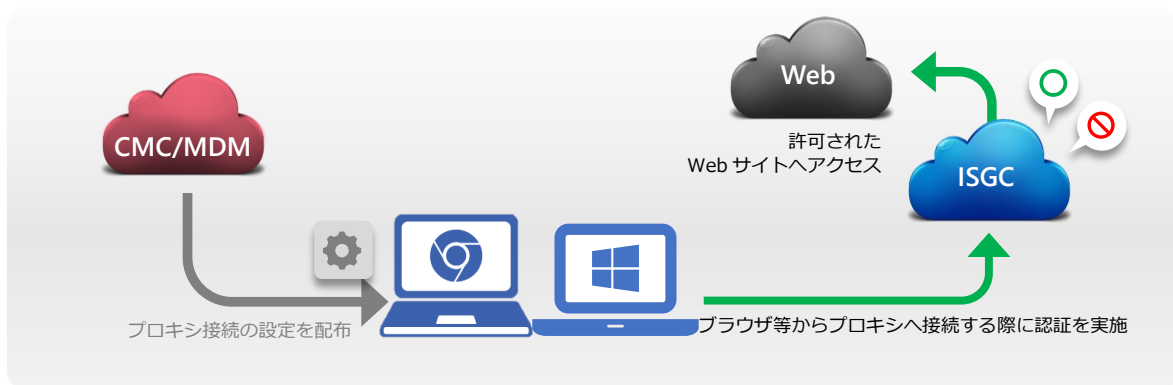 Web
CMC/MDM
許可された
Web サイトへアクセス
ISGC
プロキシ接続の設定を配布
ブラウザ等からプロキシへ接続する際に認証を実施